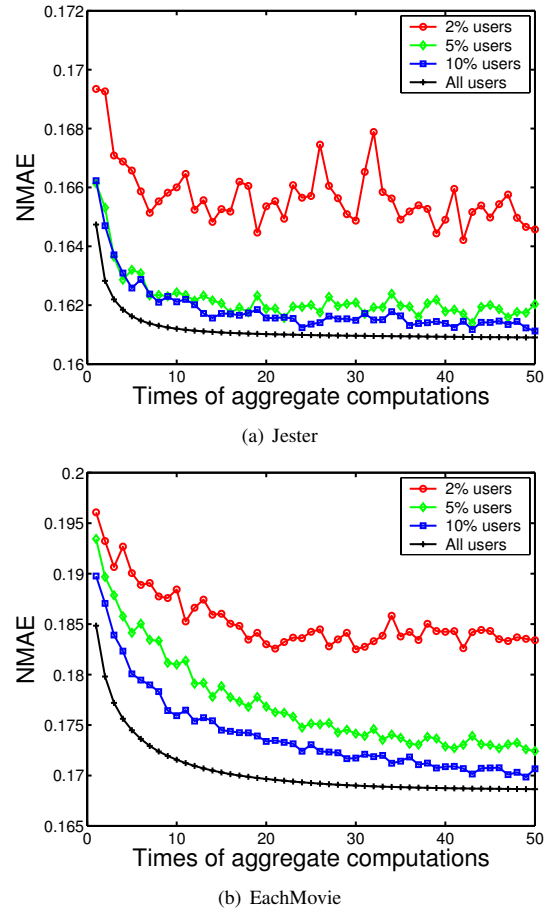 0.172
0.17
0.168
0.166
0.164
0.162
0.16
NMAE
2% users
5% users
10% users
All users
0 10 20 30 40 50
Times of aggregate computations
(a) Jester
0.2
0.195
0.19
0.185
0.18
0.175
0.17
0.165
NMAE
2% users
5% users
10% users
All users
0 10 20 30 40 50
Times of aggregate computations
(b) EachMovie